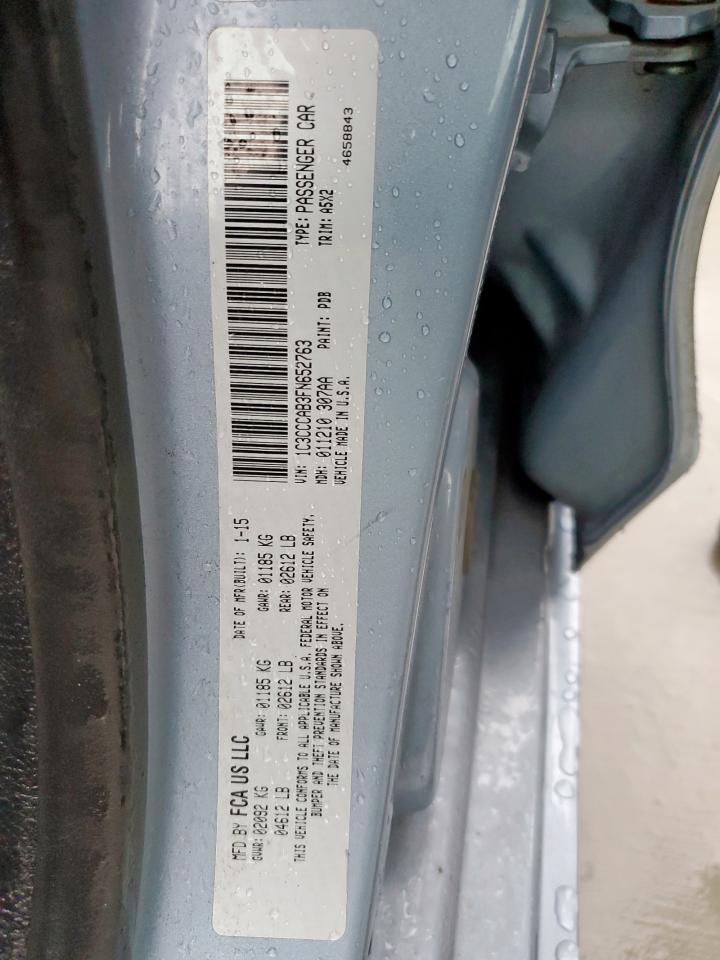 MFD BY FCA US LLC
DATE OF MFR(BUILT): 1-15
GVWR: 02092 KG
GAWR: 01185 KG
GAWR: 01185 KG
04612 LB
FRONT: 02612 LB
REAR: 02612 LB
THIS VEHICLE CONFORMS TO ALL APPLICABLE U.S.A. FEDERAL MOTOR VEHICLE SAFETY,
BUMPER AND THEFT PREVENTION STANDARDS IN EFFECT ON
THE DATE OF MANUFACTURE SHOWN ABOVE.
VIN: 1C3CCCAB3FN652763
TYPE: PASSENGER CAR
MDH: 011210 307AA
PAINT: PDB
TRIM: A5X2
VEHICLE MADE IN U.S.A.
4658843